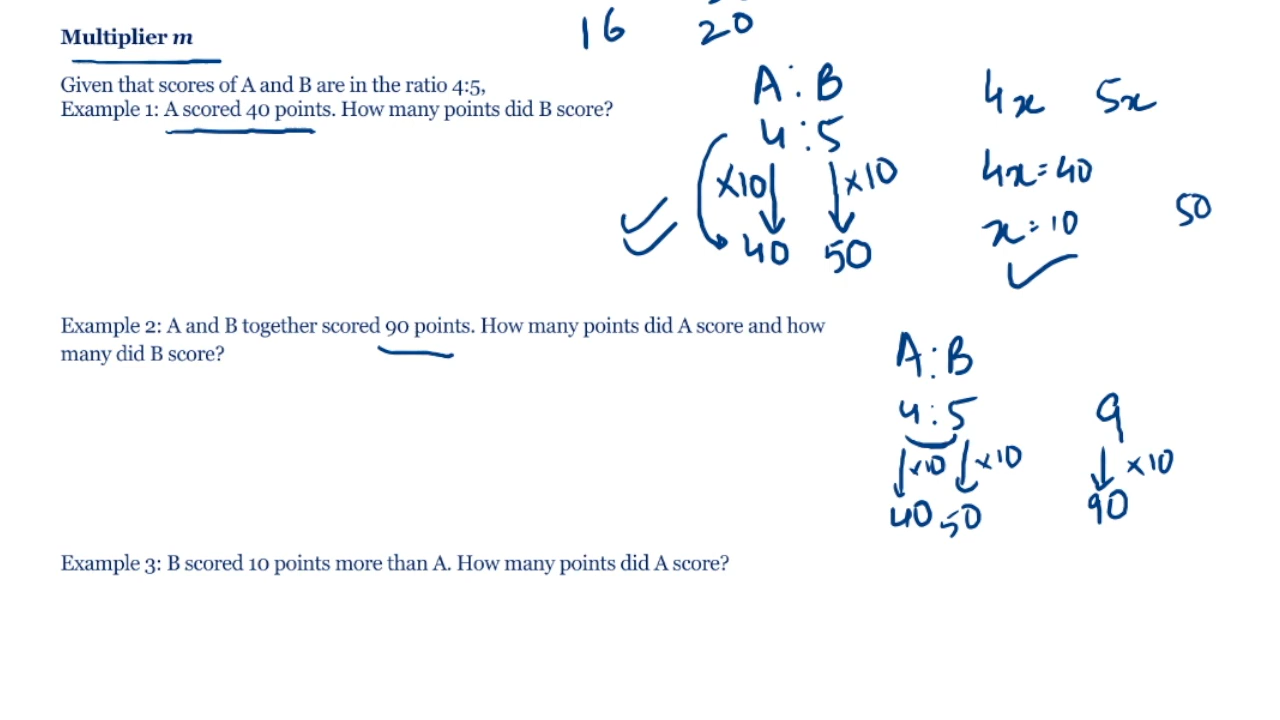 16 20
Multiplier m
Given that scores of A and B are in the ratio 4:5,
Example 1: A scored 40 points. How many points did B score?
A : B
4 : 5
×10 ×10
40 50
4x 5x
4x = 40
x = 10
50
Example 2: A and B together scored 90 points. How many points did A score and how
many did B score?
A : B
4 : 5
×10 ×10
40 50
9
×10
90
Example 3: B scored 10 points more than A. How many points did A score?